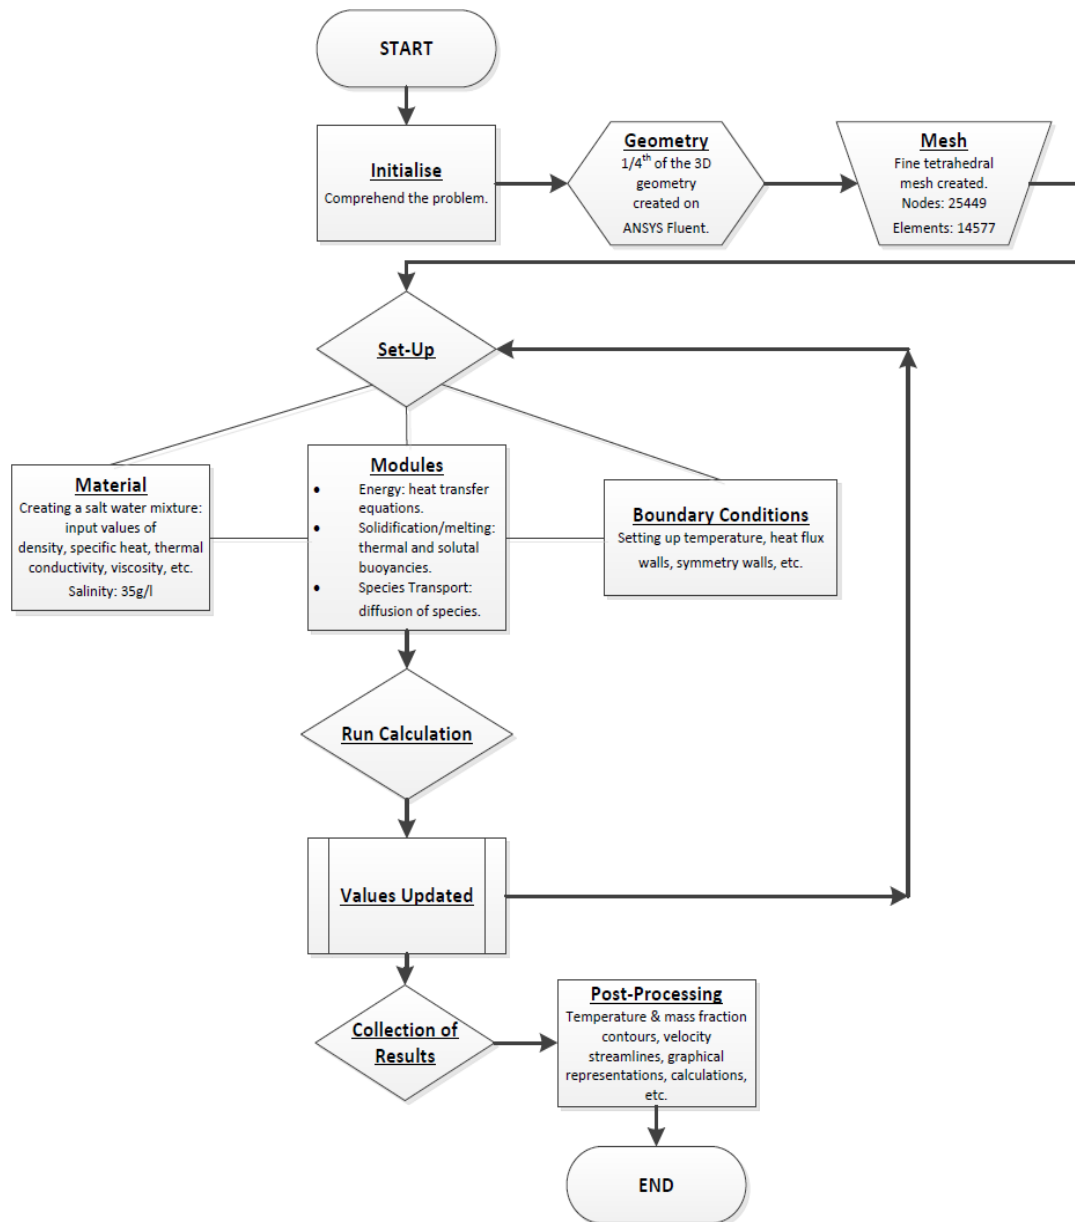 START
Initialise
Comprehend the problem.
Geometry
1/4th of the 3D
geometry
created on
ANSYS Fluent.
Mesh
Fine tetrahedral
mesh created.
Nodes: 25449
Elements: 14577
Set-Up
Material
Creating a salt water mixture:
input values of
density, specific heat, thermal
conductivity, viscosity, etc.
Salinity: 35g/l
Modules
• Energy: heat transfer
equations.
• Solidification/melting:
thermal and solutal
buoyancies.
• Species Transport:
diffusion of species.
Boundary Conditions
Setting up temperature, heat flux
walls, symmetry walls, etc.
Run Calculation
Values Updated
Collection of
Results
Post-Processing
Temperature & mass fraction
contours, velocity
streamlines, graphical
representations, calculations,
etc.
END